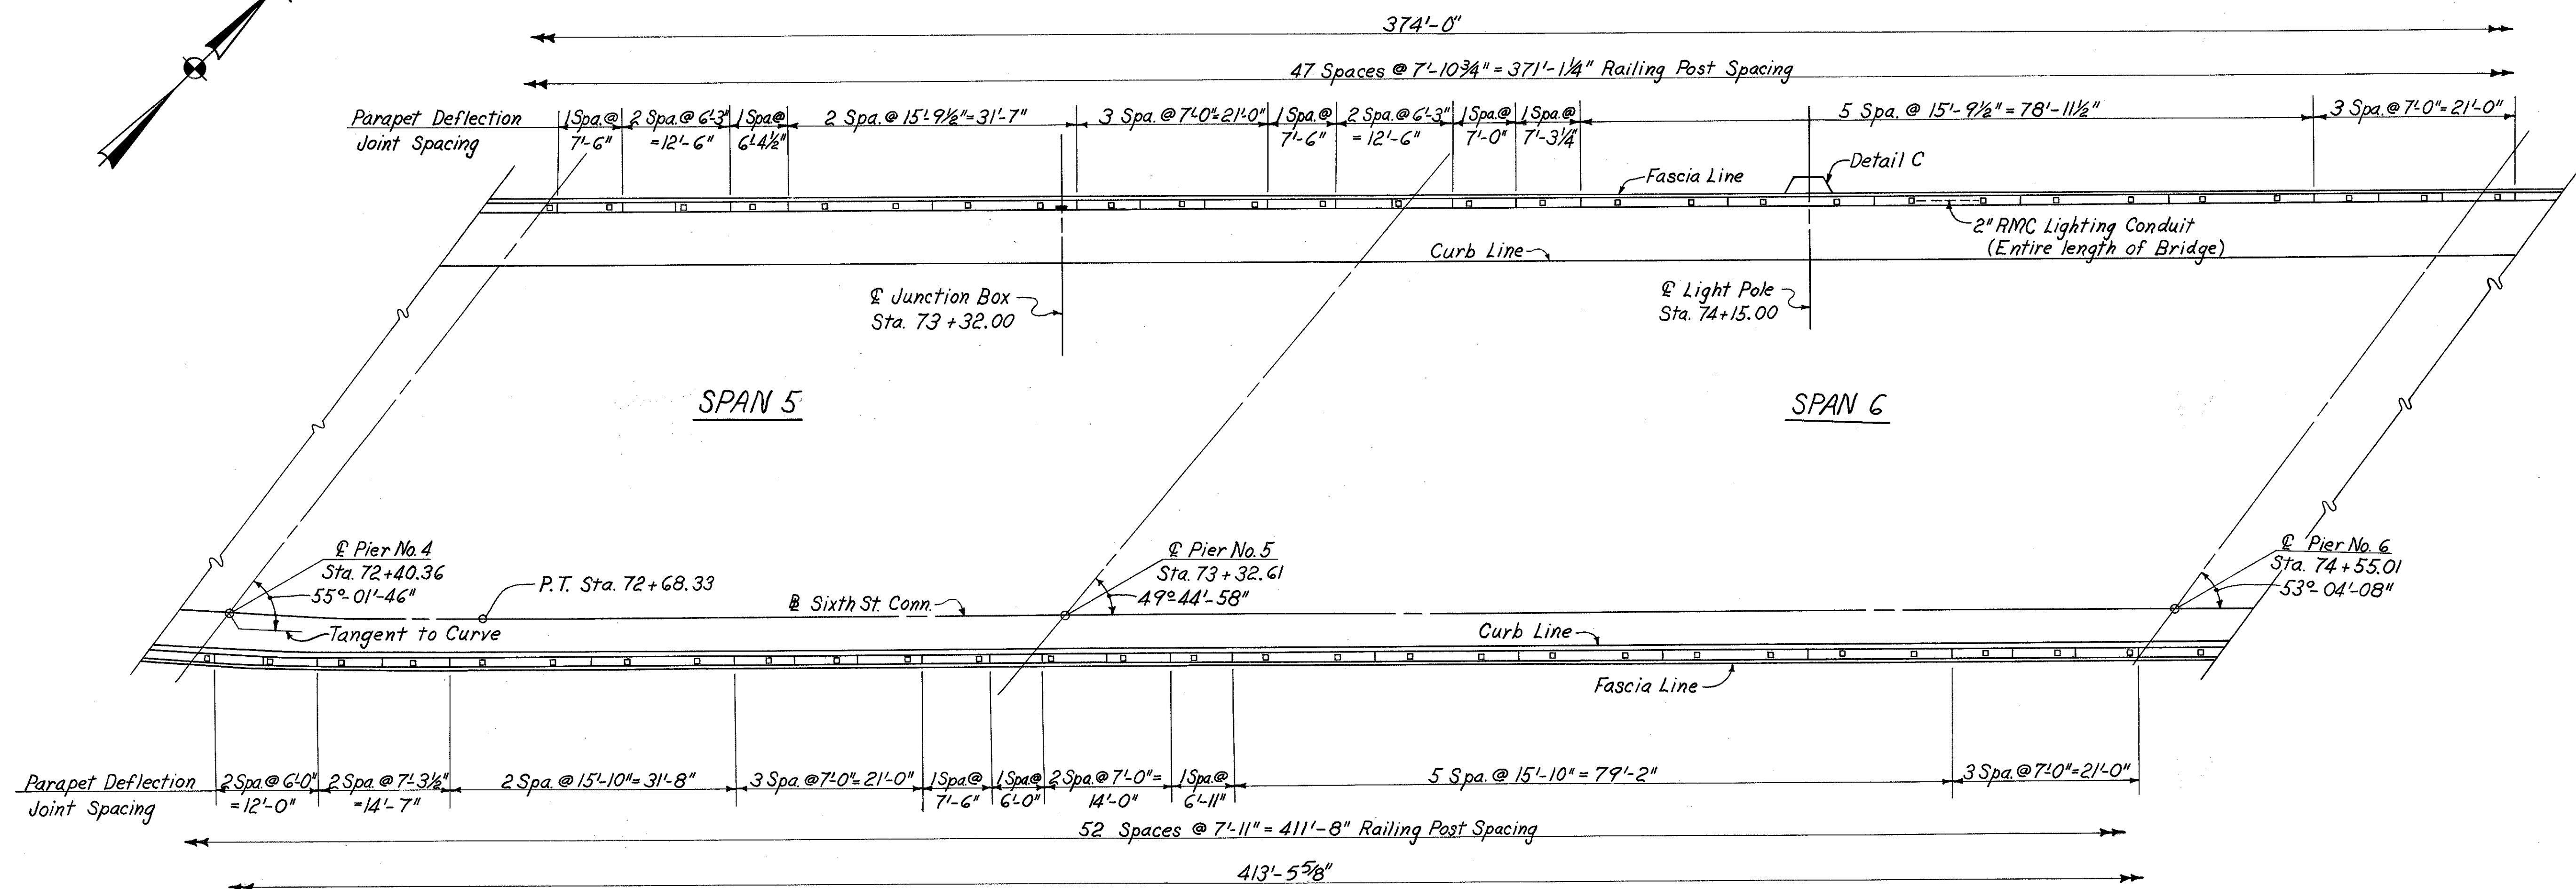 374'-0"
47 Spaces @ 7'-10¾" = 371'-1¼" Railing Post Spacing
Parapet Deflection
Joint Spacing
1 Spa. @
7'-6"
2 Spa. @ 6'-3"
=12'-6"
1 Spa. @
6'-4½"
2 Spa. @ 15'-9½" = 31'-7"
3 Spa. @ 7'-0" = 21'-0"
1 Spa. @
7'-6"
2 Spa. @ 6'-3"
= 12'-6"
1 Spa. @
7'-0"
1 Spa. @
7'-3¼"
5 Spa. @ 15'-9½" = 78'-11½"
3 Spa. @ 7'-0" = 21'-0"
Fascia Line
Detail C
2" RMC Lighting Conduit
(Entire length of Bridge)
Curb Line
℄ Junction Box
Sta. 73+32.00
℄ Light Pole
Sta. 74+15.00
SPAN 5
SPAN 6
℄ Pier No. 4
Sta. 72+40.36
55°-01'-46"
P.T. Sta. 72+68.33
Tangent to Curve
Sixth St. Conn.
℄ Pier No. 5
Sta. 73+32.61
49°-44'-58"
℄ Pier No. 6
Sta. 74+55.01
53°-04'-08"
Curb Line
Fascia Line
Parapet Deflection
Joint Spacing
2 Spa. @ 6'-0"
=12'-0"
2 Spa. @ 7'-3½"
=14'-7"
2 Spa. @ 15'-10" = 31'-8"
3 Spa. @ 7'-0" = 21'-0"
1 Spa. @
7'-6"
1 Spa. @
6'-0"
2 Spa. @ 7'-0" =
14'-0"
1 Spa. @
6'-11"
5 Spa. @ 15'-10" = 79'-2"
3 Spa. @ 7'-0" = 21'-0"
52 Spaces @ 7'-11" = 411'-8" Railing Post Spacing
413'-5⅝"